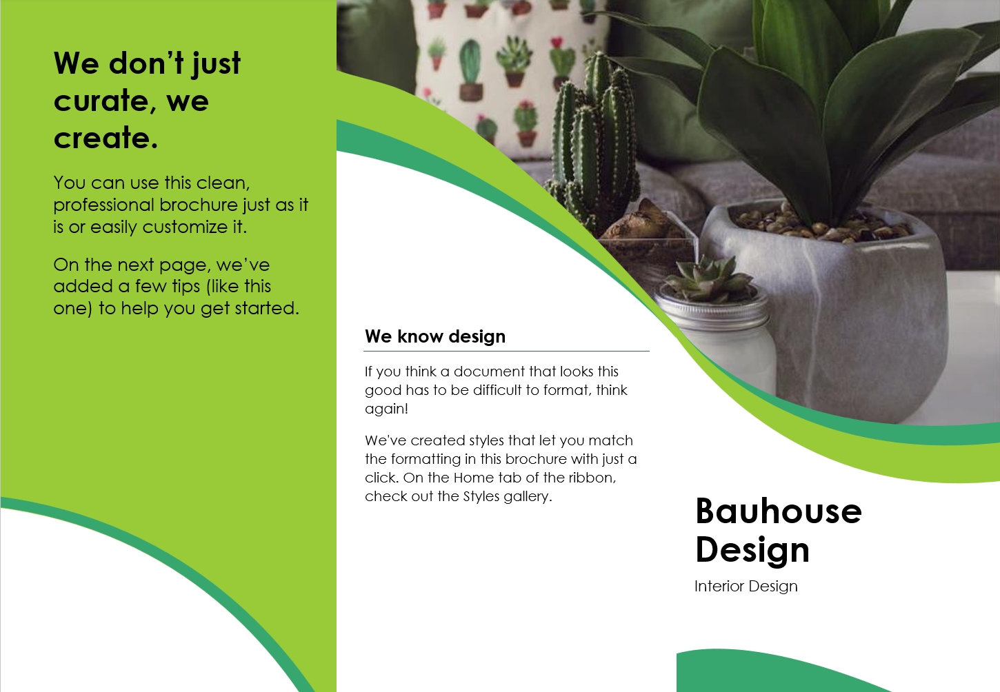 We don’t just
curate, we
create.
You can use this clean,
professional brochure just as it
is or easily customize it.
On the next page, we’ve
added a few tips (like this
one) to help you get started.
We know design
If you think a document that looks this
good has to be difficult to format, think
again!
We've created styles that let you match
the formatting in this brochure with just a
click. On the Home tab of the ribbon,
check out the Styles gallery.
Bauhouse
Design
Interior Design